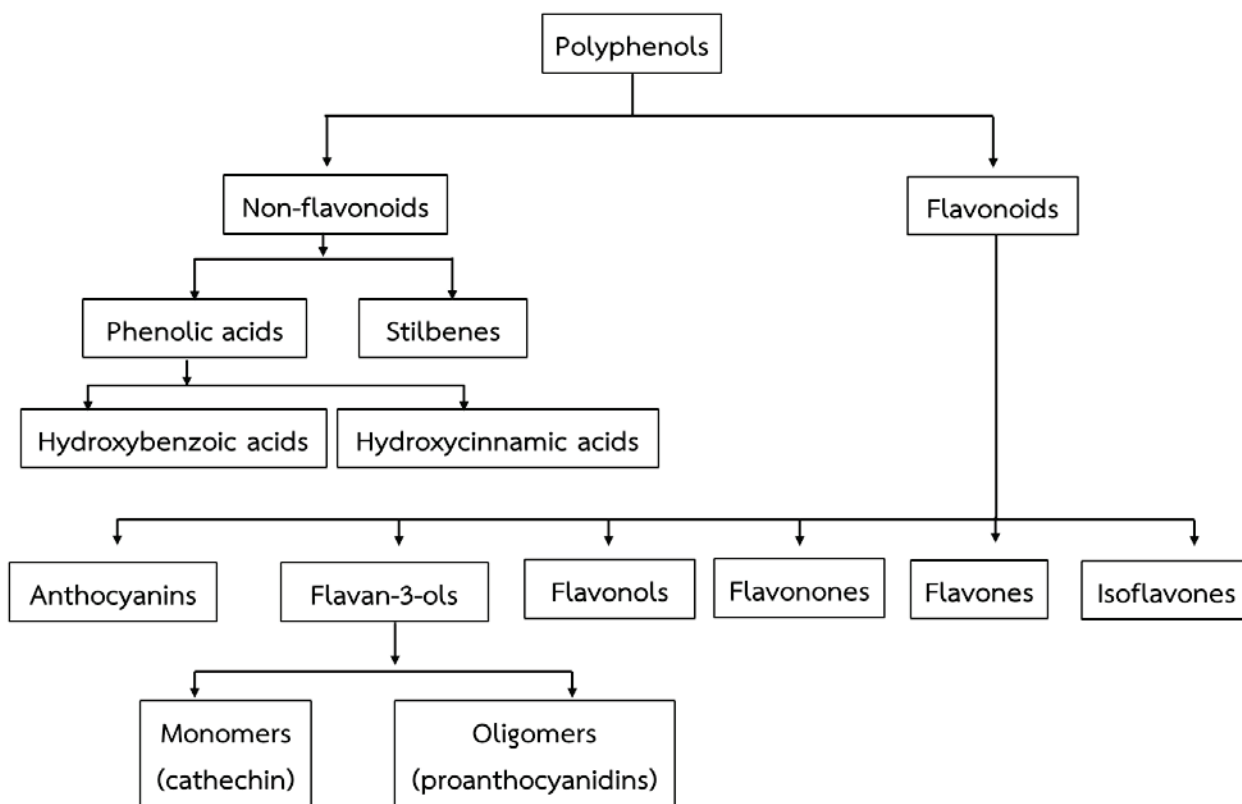 Polyphenols
Non-flavonoids
Flavonoids
Phenolic acids
Stilbenes
Hydroxybenzoic acids
Hydroxycinnamic acids
Anthocyanins
Flavan-3-ols
Flavonols
Flavonones
Flavones
Isoflavones
Monomers
(cathechin)
Oligomers
(proanthocyanidins)